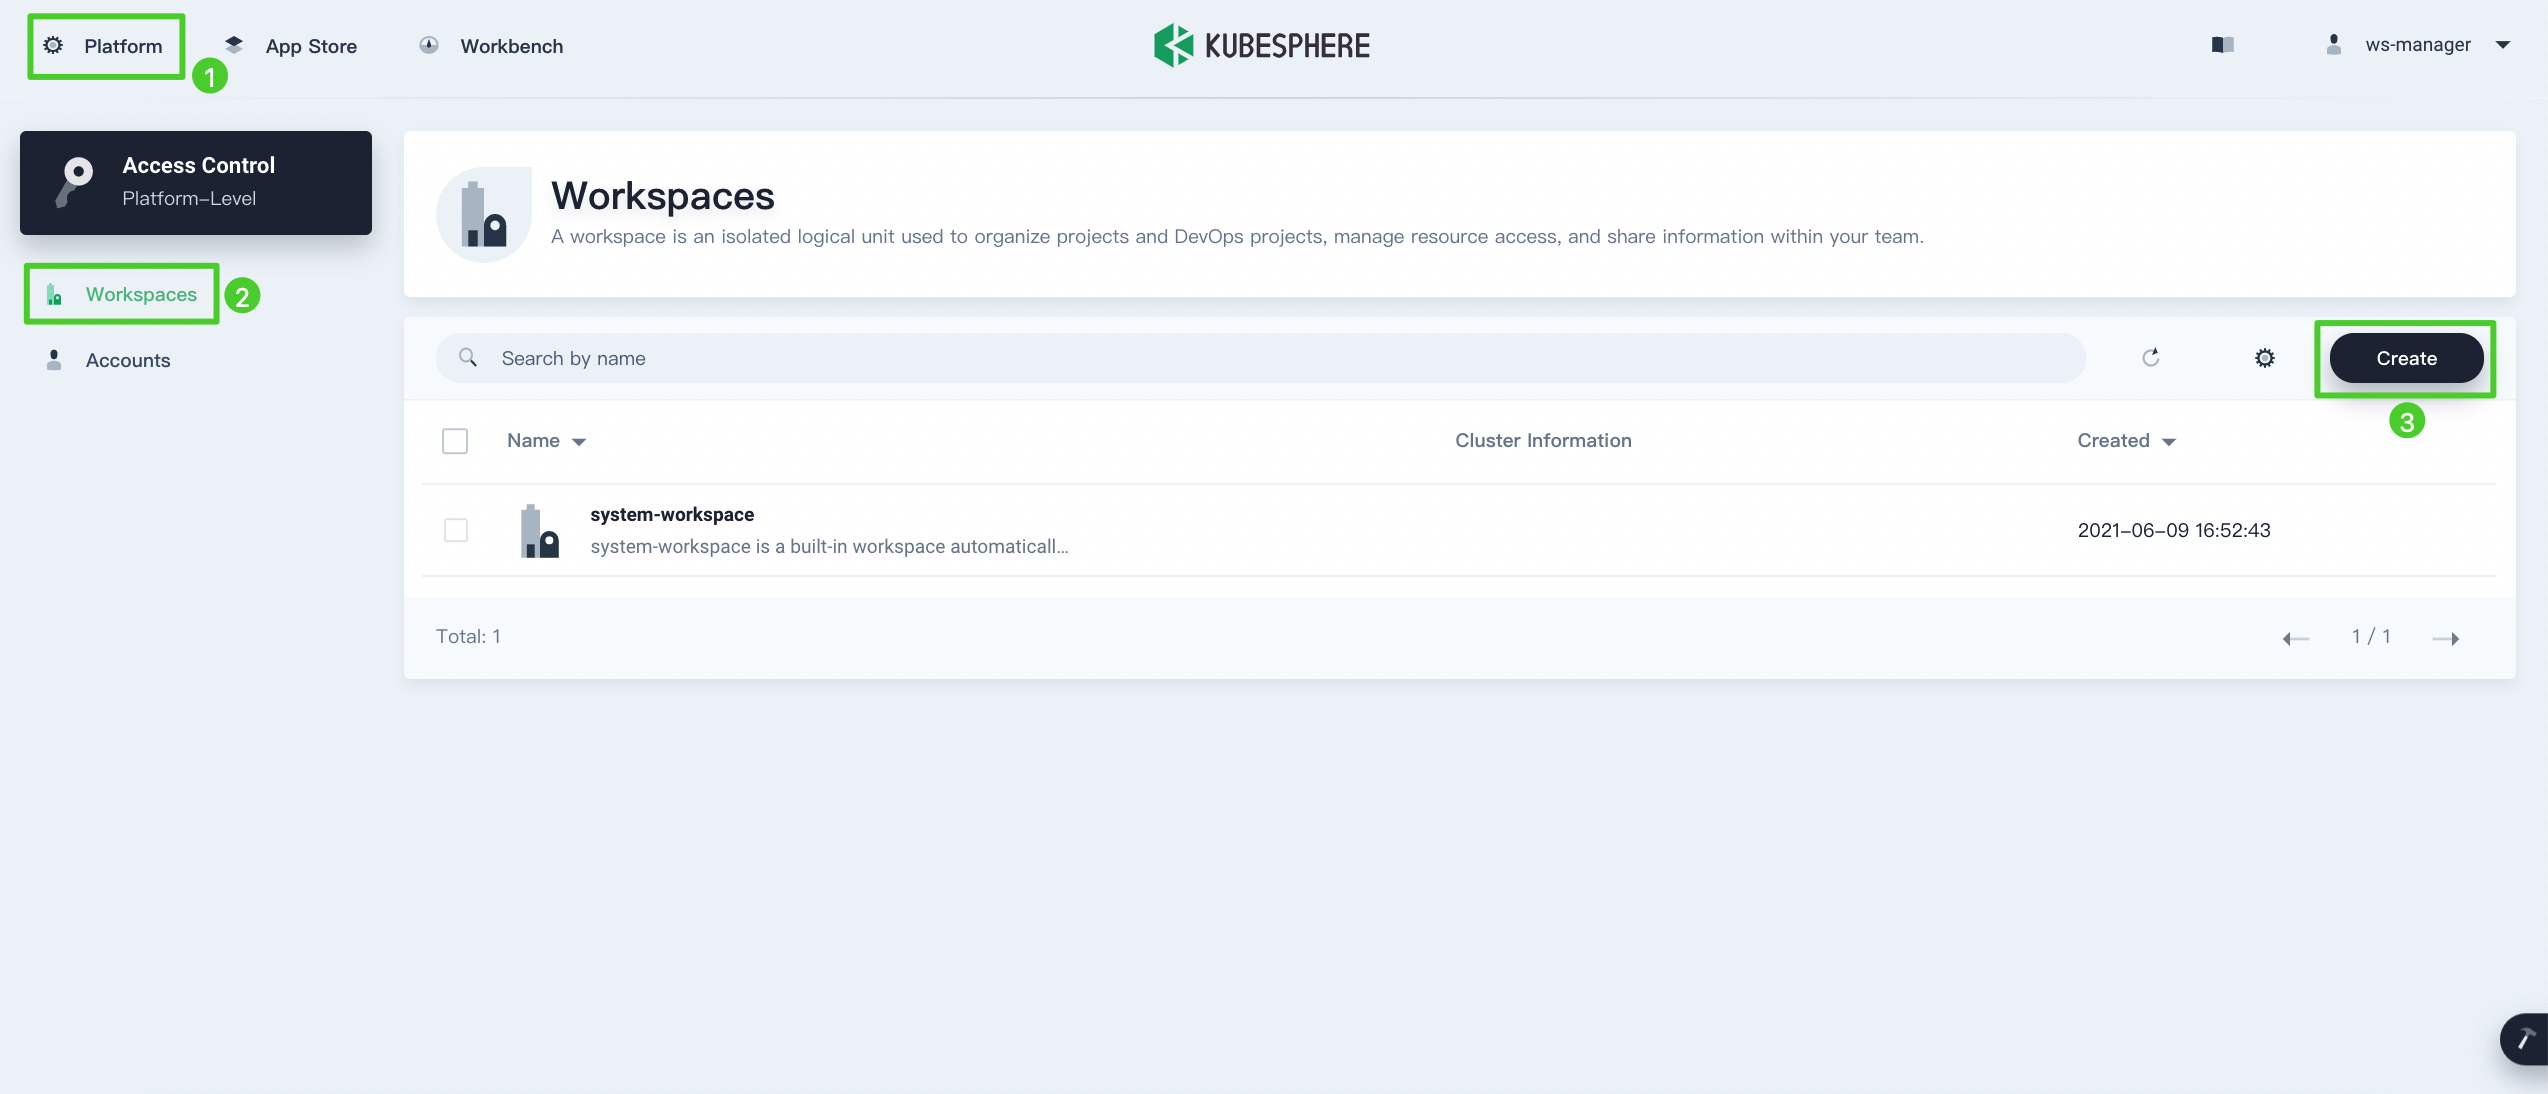 Platform
1
App Store
Workbench
KUBESPHERE
ws-manager
Access Control
Platform-Level
Workspaces
2
Accounts
Workspaces
A workspace is an isolated logical unit used to organize projects and DevOps projects, manage resource access, and share information within your team.
Search by name
Create
3
Name
Cluster Information
Created
system-workspace
system-workspace is a built-in workspace automaticall...
2021-06-09 16:52:43
Total: 1
1 / 1